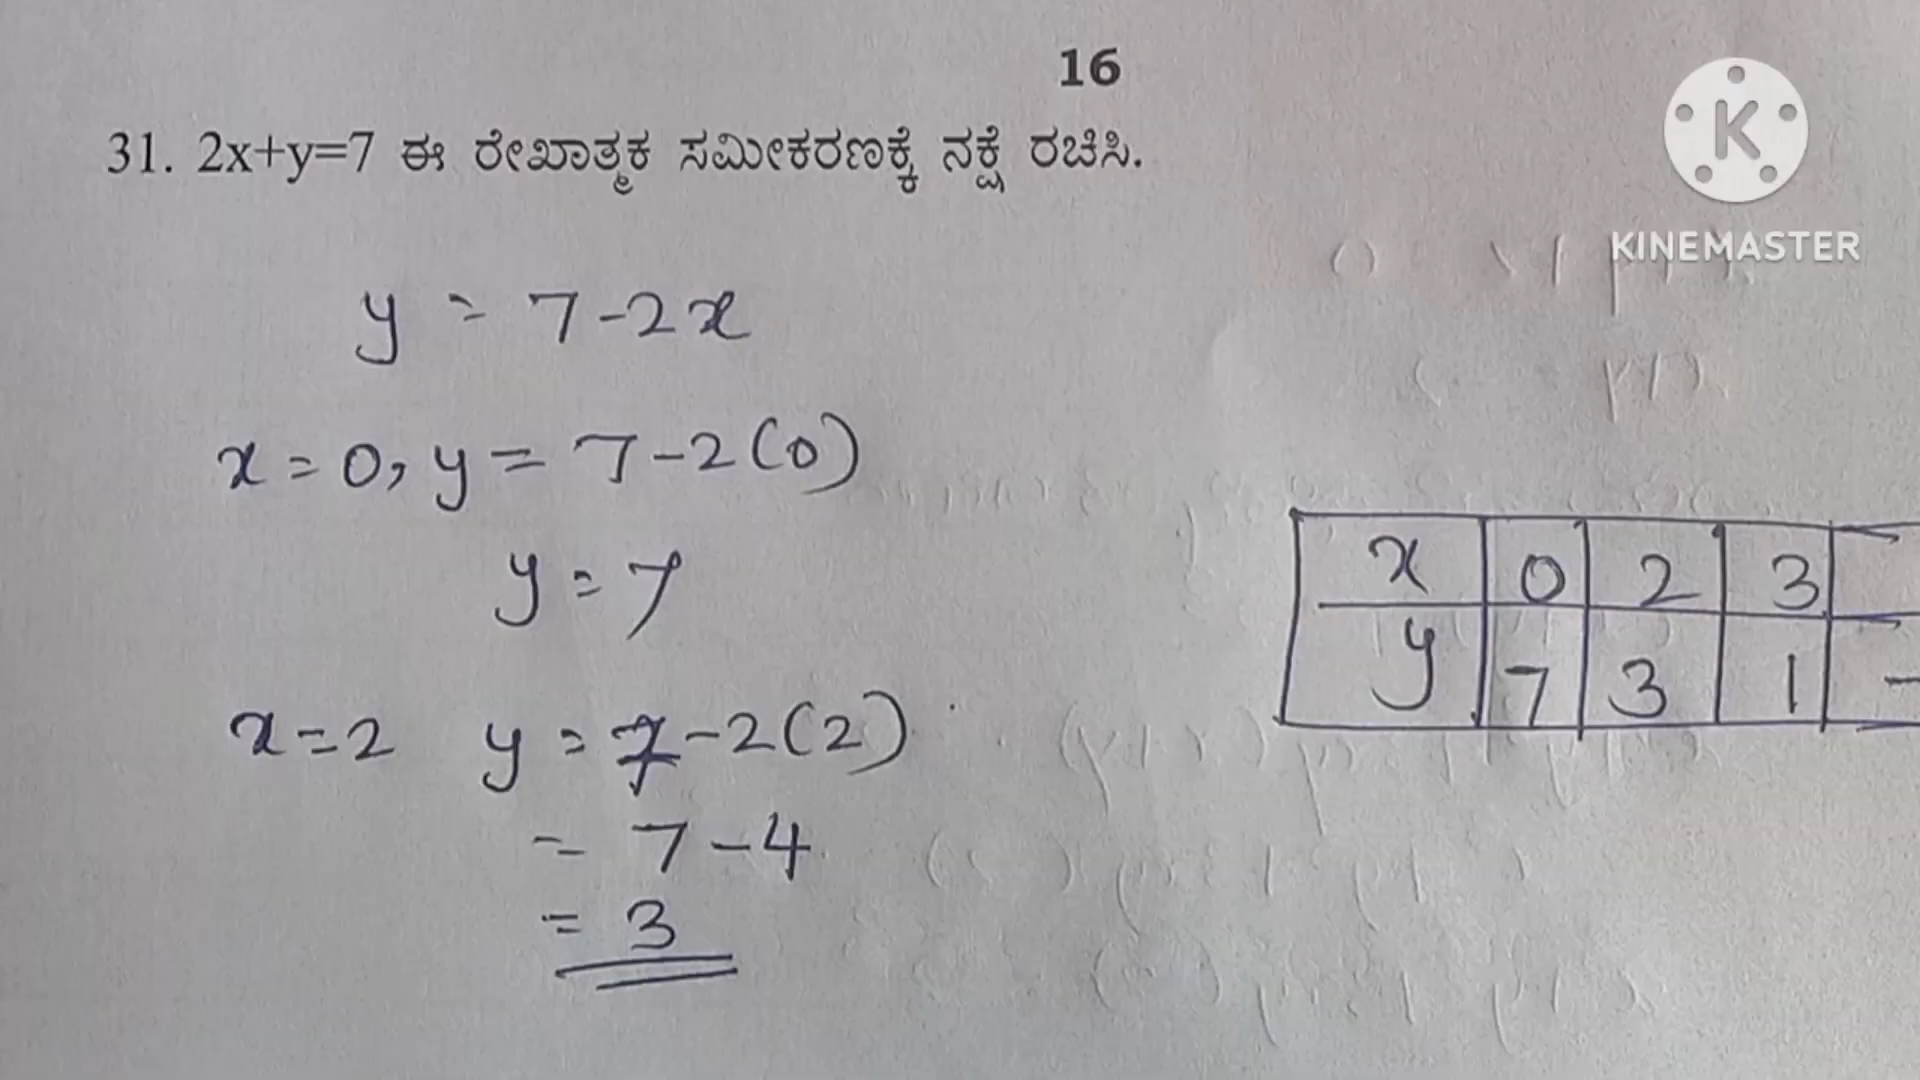 16
K
KINEMASTER
31. 2x+y=7 ಈ ರೇಖಾತ್ಮಕ ಸಮೀಕರಣಕ್ಕೆ ನಕ್ಷೆ ರಚಿಸಿ.
y = 7-2x
x=0, y = 7-2(0)
y = 7
x=2 y = 7-2(2)
= 7-4
= 3
x 0 2 3
y 7 3 1 -